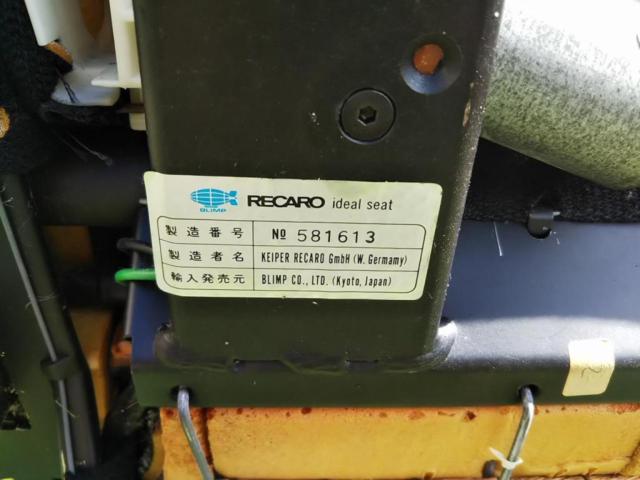 BLIMP
RECARO ideal seat
製造番号 № 581613
製造者名 KEIPER RECARO GmbH (W. Germamy)
輸入発売元 BLIMP CO., LTD. (Kyoto, Japan)